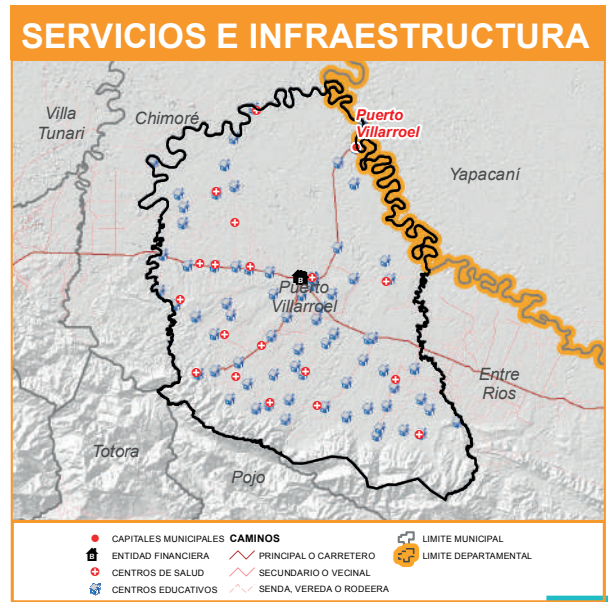 SERVICIOS E INFRAESTRUCTURA
Villa
Tunari
Chimoré
Puerto
Villarroel
Yapacaní
B
Puerto
Villarroel
Entre
Rios
Totora
Pojo
CAPITALES MUNICIPALES
ENTIDAD FINANCIERA
CENTROS DE SALUD
CENTROS EDUCATIVOS
CAMINOS
PRINCIPAL O CARRETERO
SECUNDARIO O VECINAL
SENDA, VEREDA O RODEERA
LIMITE MUNICIPAL
LIMITE DEPARTAMENTAL